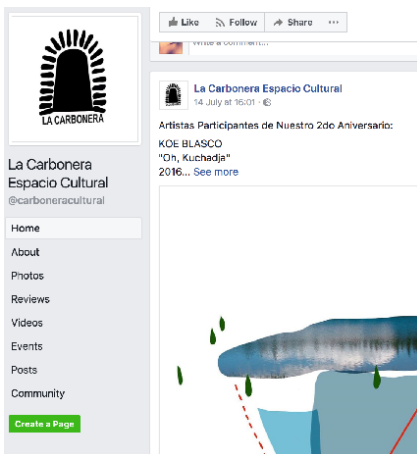 LA CARBONERA
La Carbonera
Espacio Cultural
@carboneracultural
Home
About
Photos
Reviews
Videos
Events
Posts
Community
Create a Page
Like Follow Share ...
Write a comment...
La Carbonera Espacio Cultural
14 July at 16:01 ·
Artistas Participantes de Nuestro 2do Aniversario:
KOE BLASCO
"Oh, Kuchadja"
2016... See more